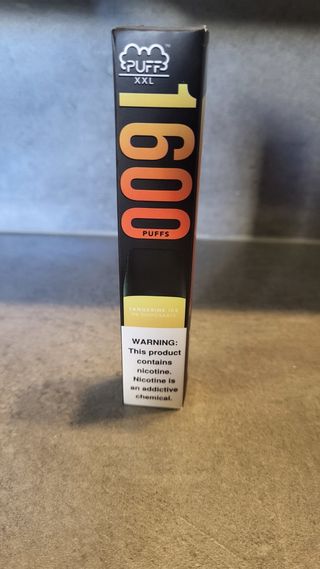 PUFF
XXL
1600
PUFFS
TANGERINE ICE
WARNING:
This product
contains
nicotine.
Nicotine is
an addictive
chemical.